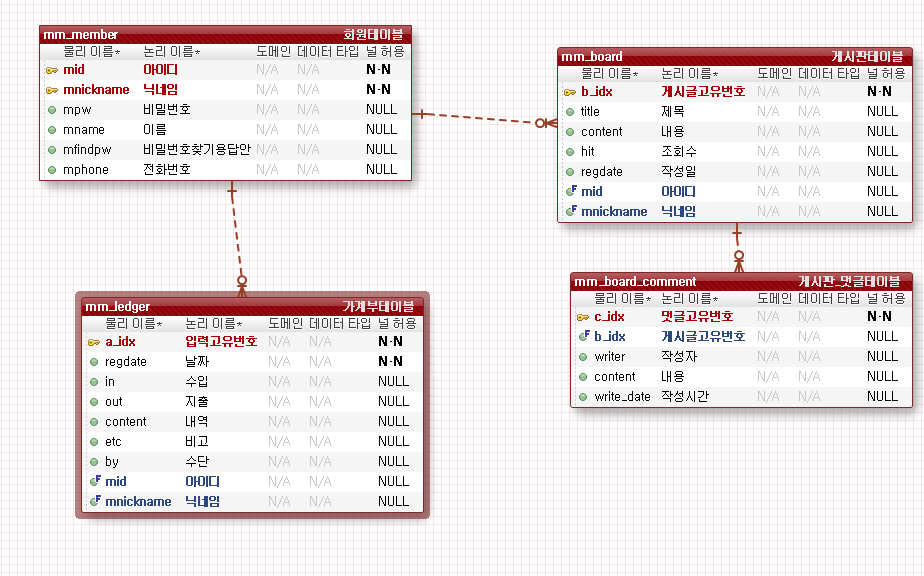 mm_member 회원테이블
물리 이름* 논리 이름* 도메인 데이터 타입 널 허용
mid 아이디 N/A N/A N-N
mnickname 닉네임 N/A N/A N-N
mpw 비밀번호 N/A N/A NULL
mname 이름 N/A N/A NULL
mfindpw 비밀번호찾기용답안 N/A N/A NULL
mphone 전화번호 N/A N/A NULL
mm_board 게시판테이블
물리 이름* 논리 이름* 도메인 데이터 타입 널 허용
b_idx 게시글고유번호 N/A N/A N-N
title 제목 N/A N/A NULL
content 내용 N/A N/A NULL
hit 조회수 N/A N/A NULL
regdate 작성일 N/A N/A NULL
mid 아이디 N/A N/A NULL
mnickname 닉네임 N/A N/A NULL
mm_ledger 가계부테이블
물리 이름* 논리 이름* 도메인 데이터 타입 널 허용
a_idx 입력고유번호 N/A N/A N-N
regdate 날짜 N/A N/A N-N
in 수입 N/A N/A NULL
out 지출 N/A N/A NULL
content 내역 N/A N/A NULL
etc 비고 N/A N/A NULL
by 수단 N/A N/A NULL
mid 아이디 N/A N/A NULL
mnickname 닉네임 N/A N/A NULL
mm_board_comment 게시판_댓글테이블
물리 이름* 논리 이름* 도메인 데이터 타입 널 허용
c_idx 댓글고유번호 N/A N/A N-N
b_idx 게시글고유번호 N/A N/A NULL
writer 작성자 N/A N/A NULL
content 내용 N/A N/A NULL
write_date 작성시간 N/A N/A NULL